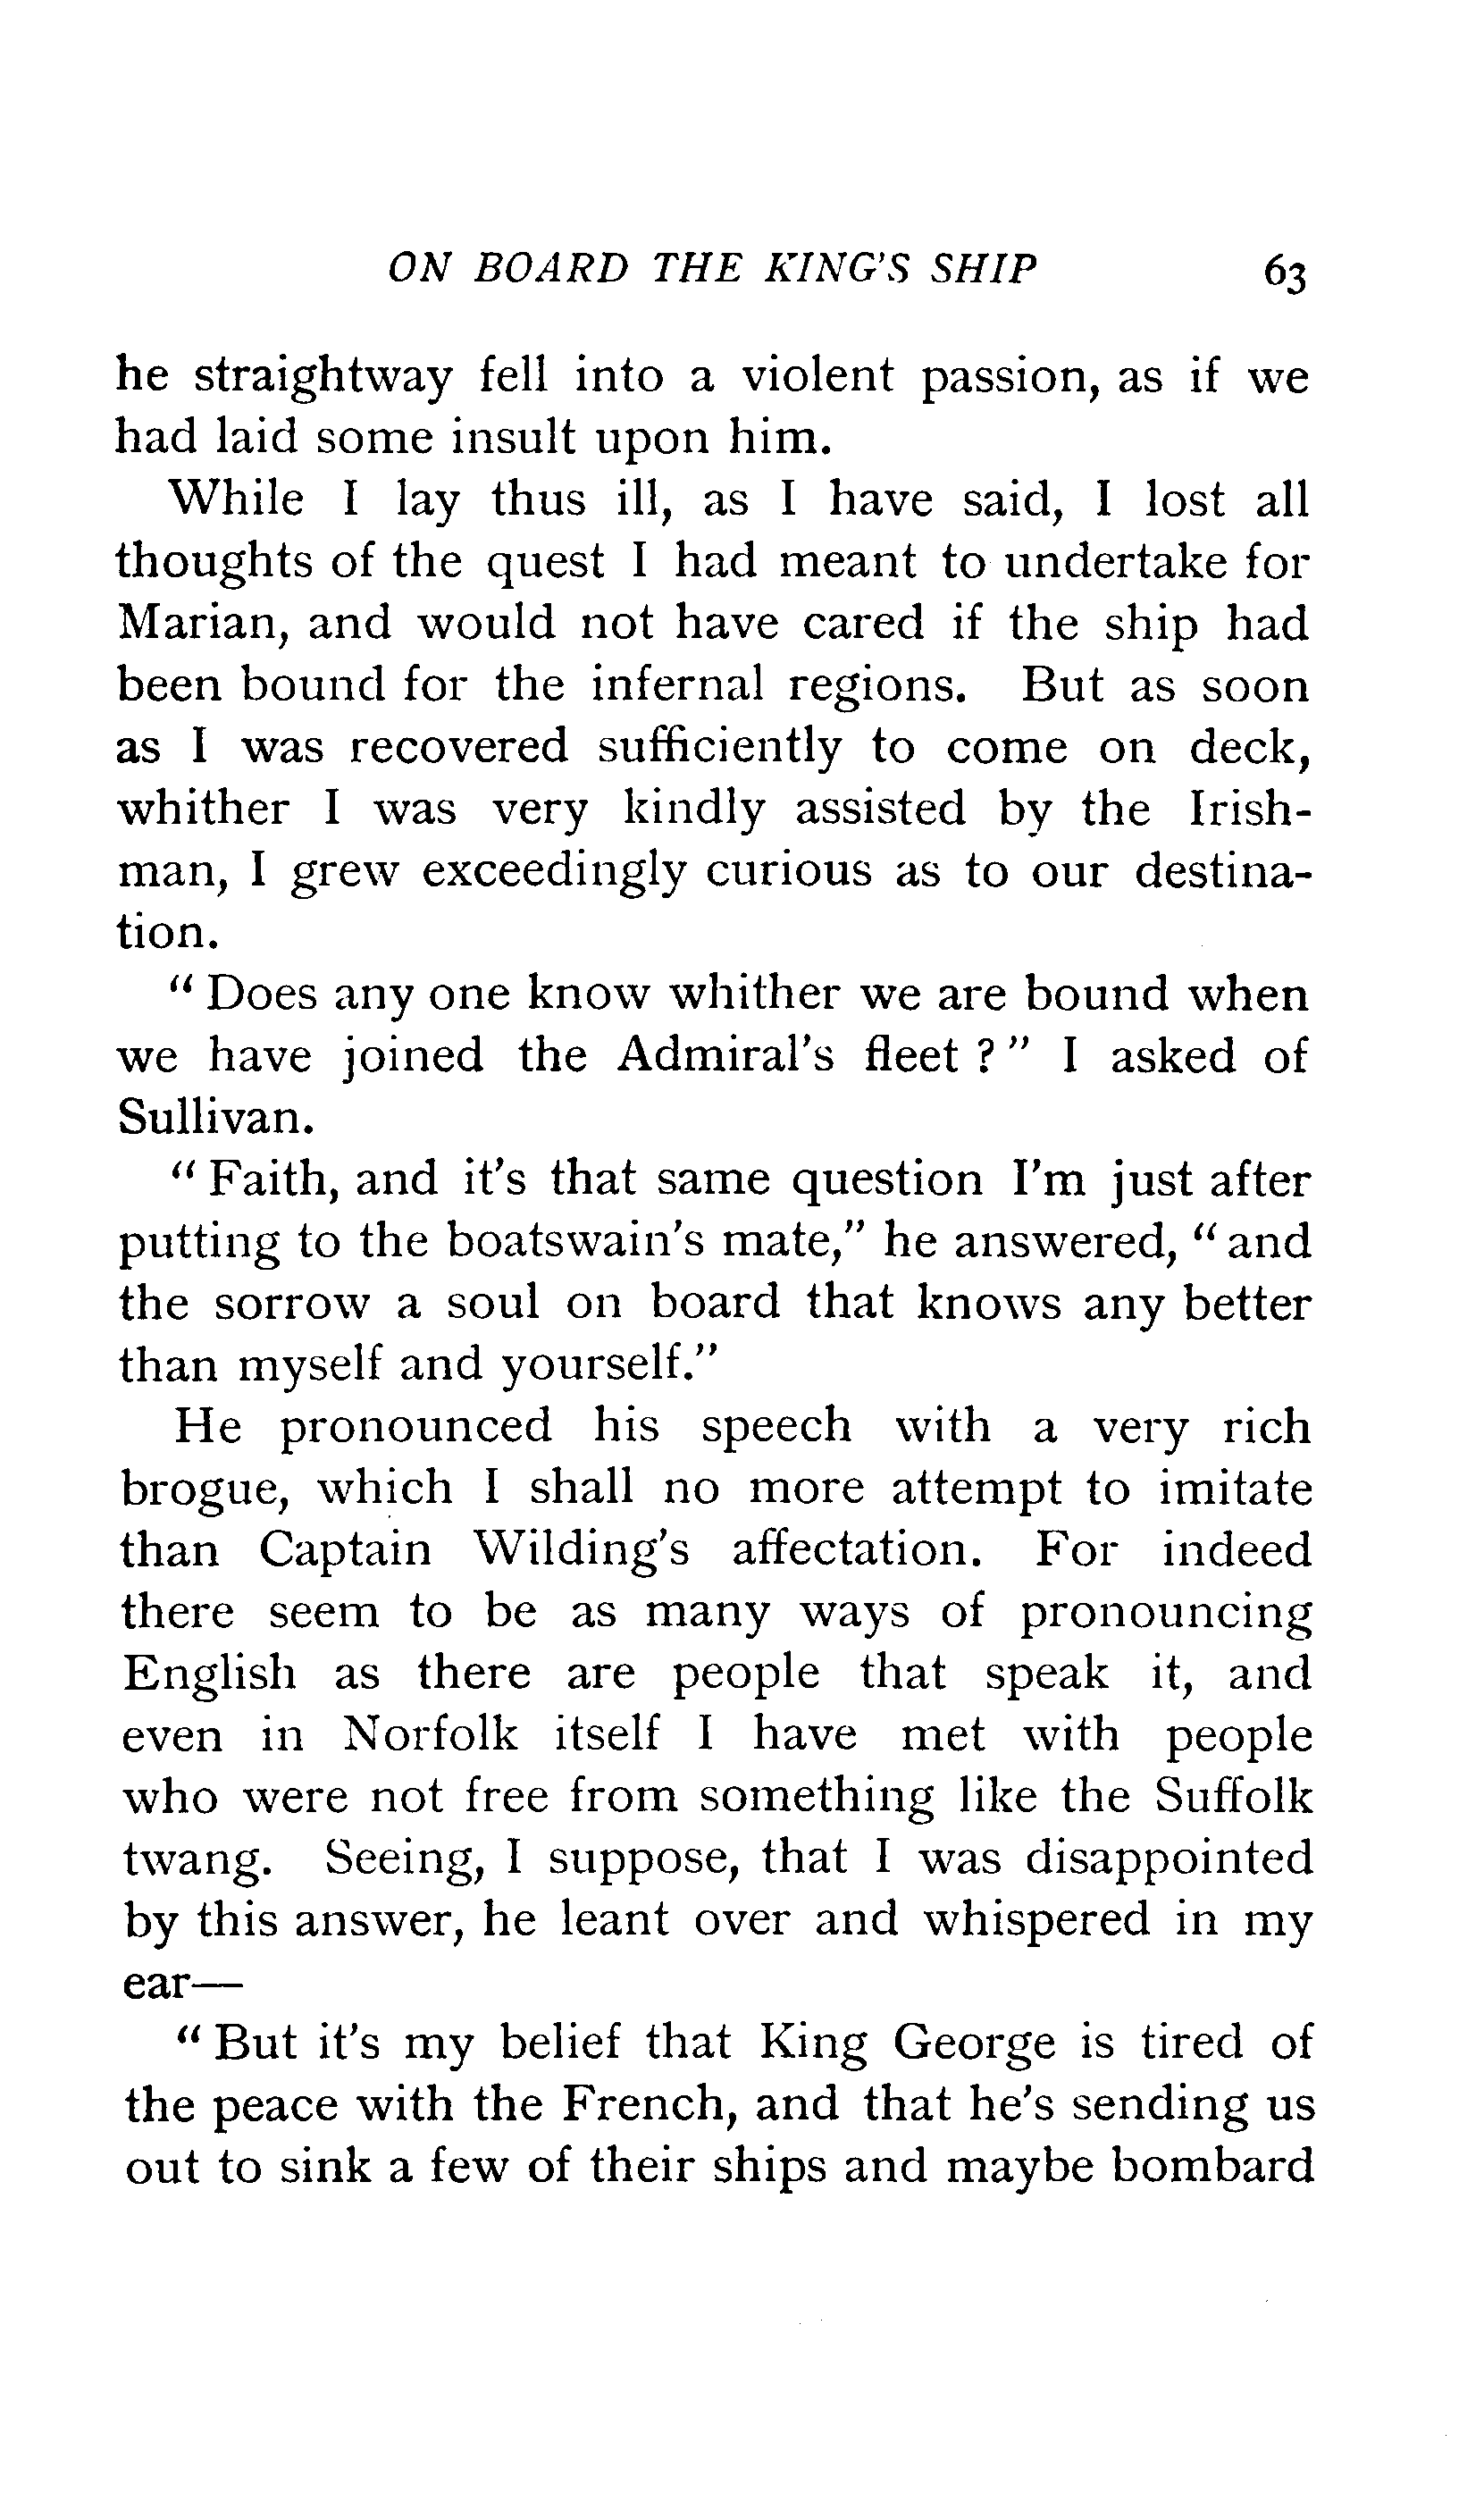 ON BOARD THE KING'S SHIP 63
he straightway fell into a violent passion, as if we
had laid some insult upon him.
While I lay thus ill, as I have said, I lost all
thoughts of the quest I had meant to undertake for
Marian, and would not have cared if the ship had
been bound for the infernal regions. But as soon
as I was recovered sufficiently to come on deck,
whither I was very kindly assisted by the Irish-
man, I grew exceedingly curious as to our destina-
tion.
" Does any one know whither we are bound when
we have joined the Admiral's fleet ? " I asked of
Sullivan.
" Faith, and it's that same question I'm just after
putting to the boatswain's mate," he answered, " and
the sorrow a soul on board that knows any better
than myself and yourself."
He pronounced his speech with a very rich
brogue, which I shall no more attempt to imitate
than Captain Wilding's affectation. For indeed
there seem to be as many ways of pronouncing
English as there are people that speak it, and
even in Norfolk itself I have met with people
who were not free from something like the Suffolk
twang. Seeing, I suppose, that I was disappointed
by this answer, he leant over and whispered in my
ear—
" But it's my belief that King George is tired of
the peace with the French, and that he's sending us
out to sink a few of their ships and maybe bombard